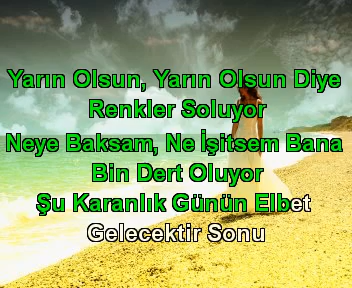 Yarın Olsun, Yarın Olsun Diye
Renkler Soluyor
Neye Baksam, Ne İşitsem Bana
Bin Dert Oluyor
Şu Karanlık Günün Elbet
Gelecektir Sonu